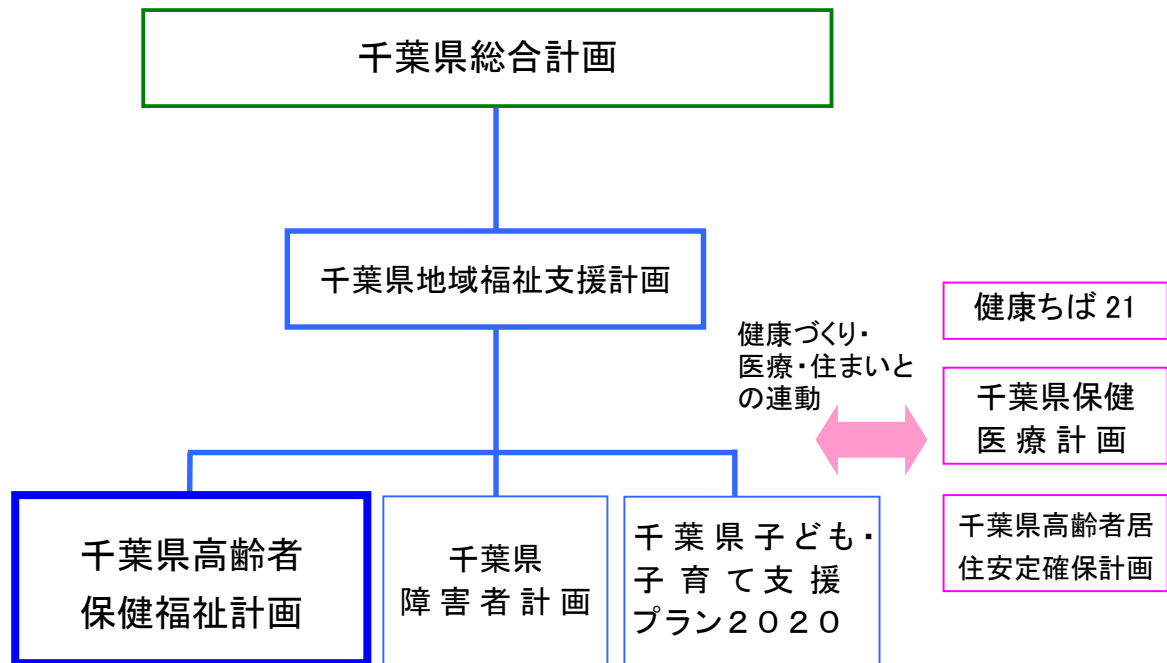 千葉県総合計画
千葉県地域福祉支援計画
健康づくり・
医療・住まいと
の連動
健康ちば 21
千葉県保健
医療計画
千葉県高齢者居
住安定確保計画
千葉県高齢者
保健福祉計画
千葉県
障害者計画
千葉県子ども・
子育て支援
プラン２０２０